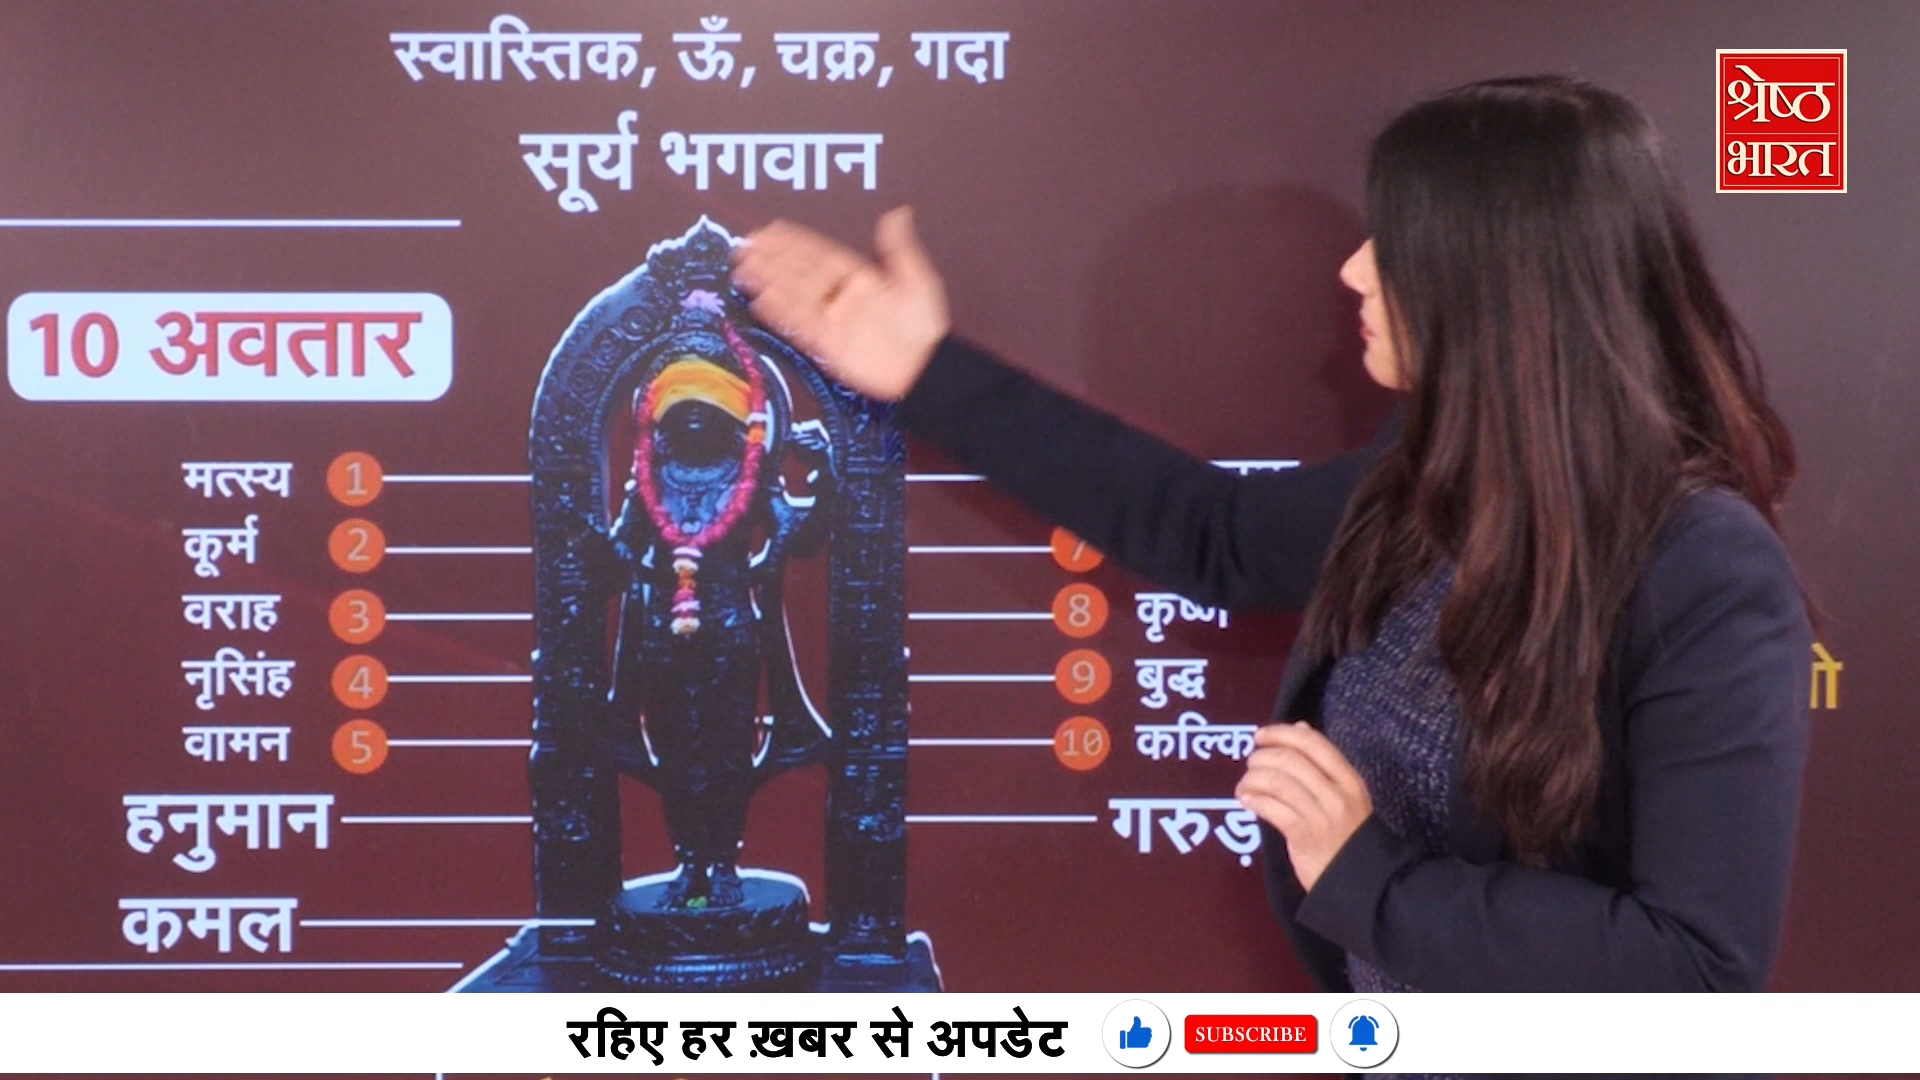 स्वास्तिक, ऊँ, चक्र, गदा
सूर्य भगवान
श्रेष्ठ
भारत
10 अवतार
मत्स्य 1
कूर्म 2
वराह 3
नृसिंह 4
वामन 5
7
8 कृष्ण
9 बुद्ध
10 कल्कि
हनुमान
गरुड़
कमल
रहिए हर ख़बर से अपडेट
SUBSCRIBE